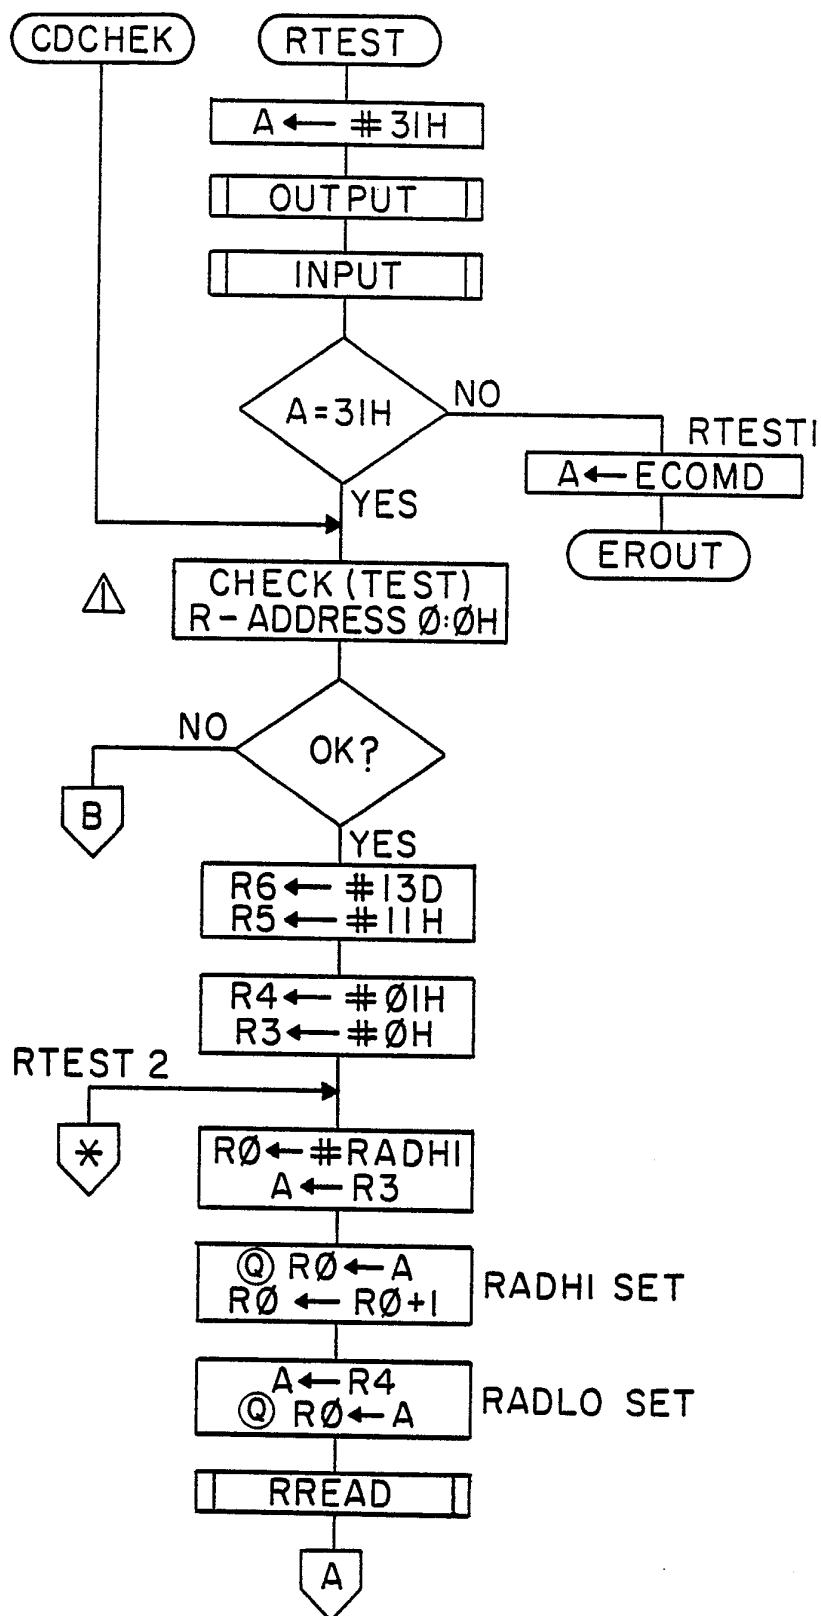 CDCHEK
RTEST
A ← #31H
OUTPUT
INPUT
A=31H
NO
RTEST1
A ← ECOMD
YES
EROUT
1
CHECK (TEST)
R-ADDRESS Ø:ØH
NO
OK?
B
YES
R6 ← #13D
R5 ← #11H
R4 ← #Ø1H
R3 ← #ØH
RTEST 2
*
RØ ← #RADHI
A ← R3
Ⓠ RØ ← A
RØ ← RØ+1
RADHI SET
A ← R4
Ⓠ RØ ← A
RADLO SET
RREAD
A